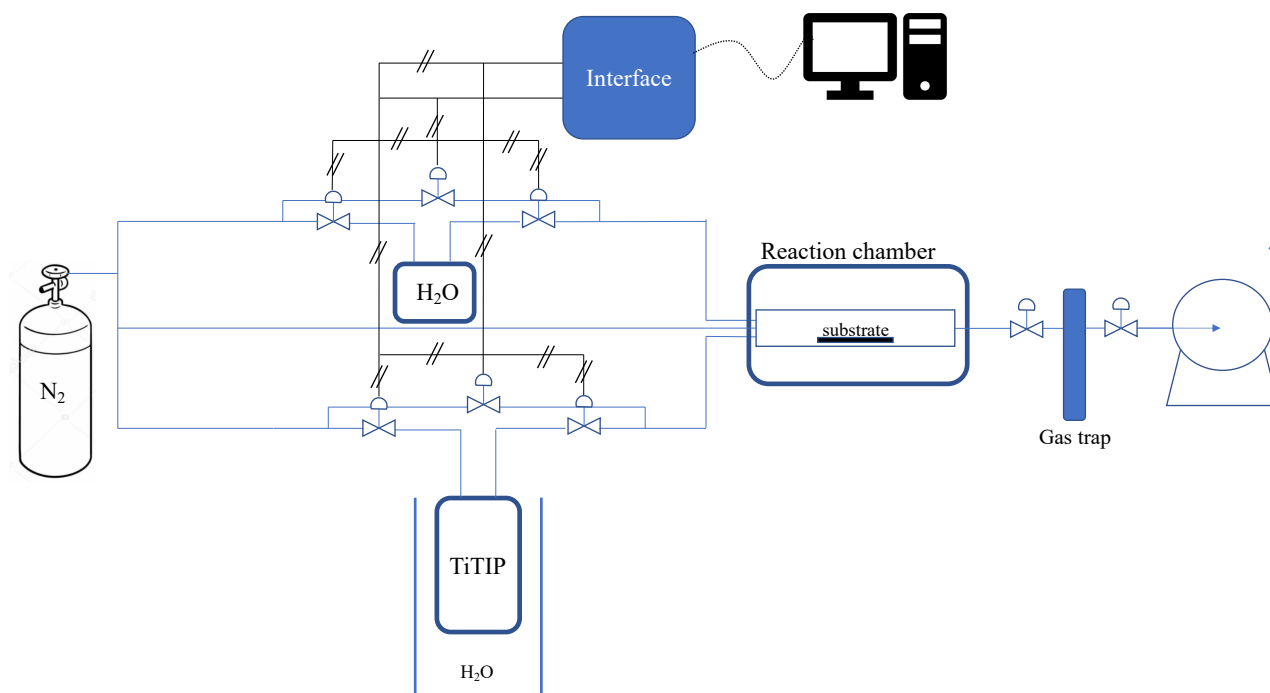 Interface
Reaction chamber
H₂O
substrate
N₂
Gas trap
TiTIP
H₂O